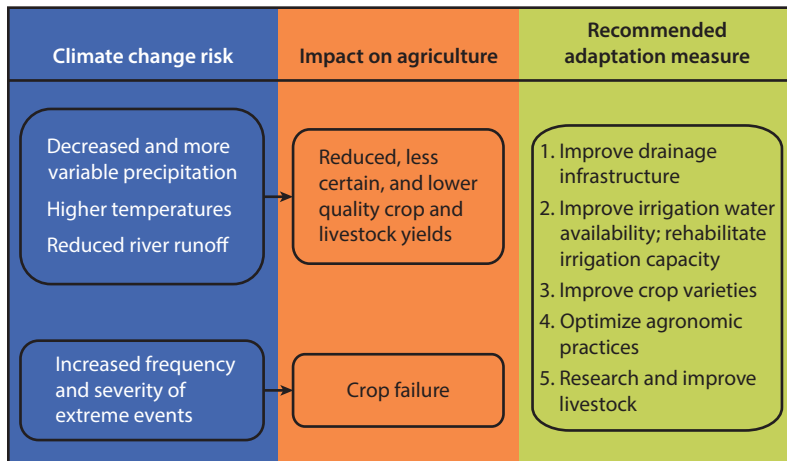 Climate change risk
Impact on agriculture
Recommended
adaptation measure
Decreased and more
variable precipitation
Higher temperatures
Reduced river runoff
Reduced, less
certain, and lower
quality crop and
livestock yields
Increased frequency
and severity of
extreme events
Crop failure
1. Improve drainage
infrastructure
2. Improve irrigation water
availability; rehabilitate
irrigation capacity
3. Improve crop varieties
4. Optimize agronomic
practices
5. Research and improve
livestock